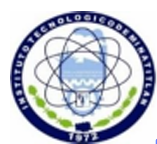 INSTITUTO TECNOLOGICO DE MINATITLAN
1972